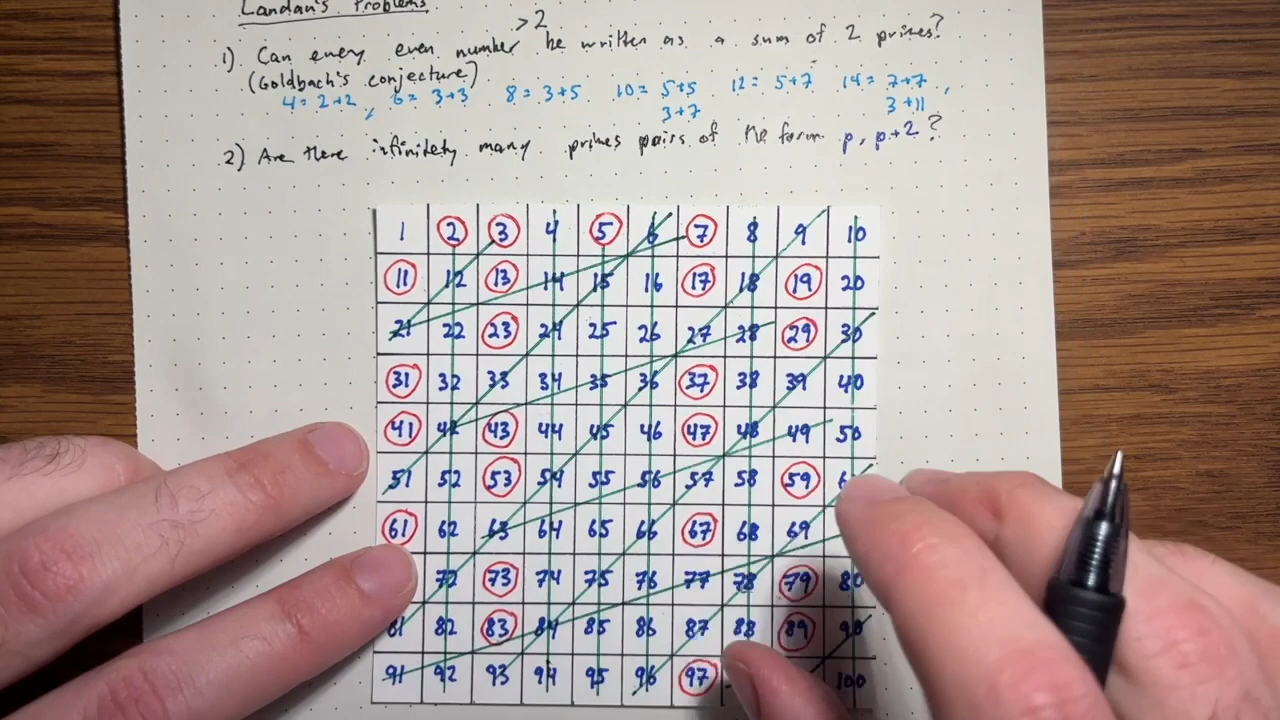 Landau's Problems
>2
1) Can every even number be written as a sum of 2 primes?
(Goldbach's conjecture)
4=2+2, 6=3+3 8=3+5 10=5+5 12=5+7 14=7+7,
3+7 3+11
2) Are there infinitely many primes pairs of the form p, p+2?
1 2 3 4 5 6 7 8 9 10
11 12 13 14 15 16 17 18 19 20
21 22 23 24 25 26 27 28 29 30
31 32 33 34 35 36 37 38 39 40
41 42 43 44 45 46 47 48 49 50
51 52 53 54 55 56 57 58 59
61 62 63 64 65 66 67 68 69
72 73 74 75 76 77 78 79 80
81 82 83 84 85 86 87 88 89 90
91 92 93 94 95 96 97 100